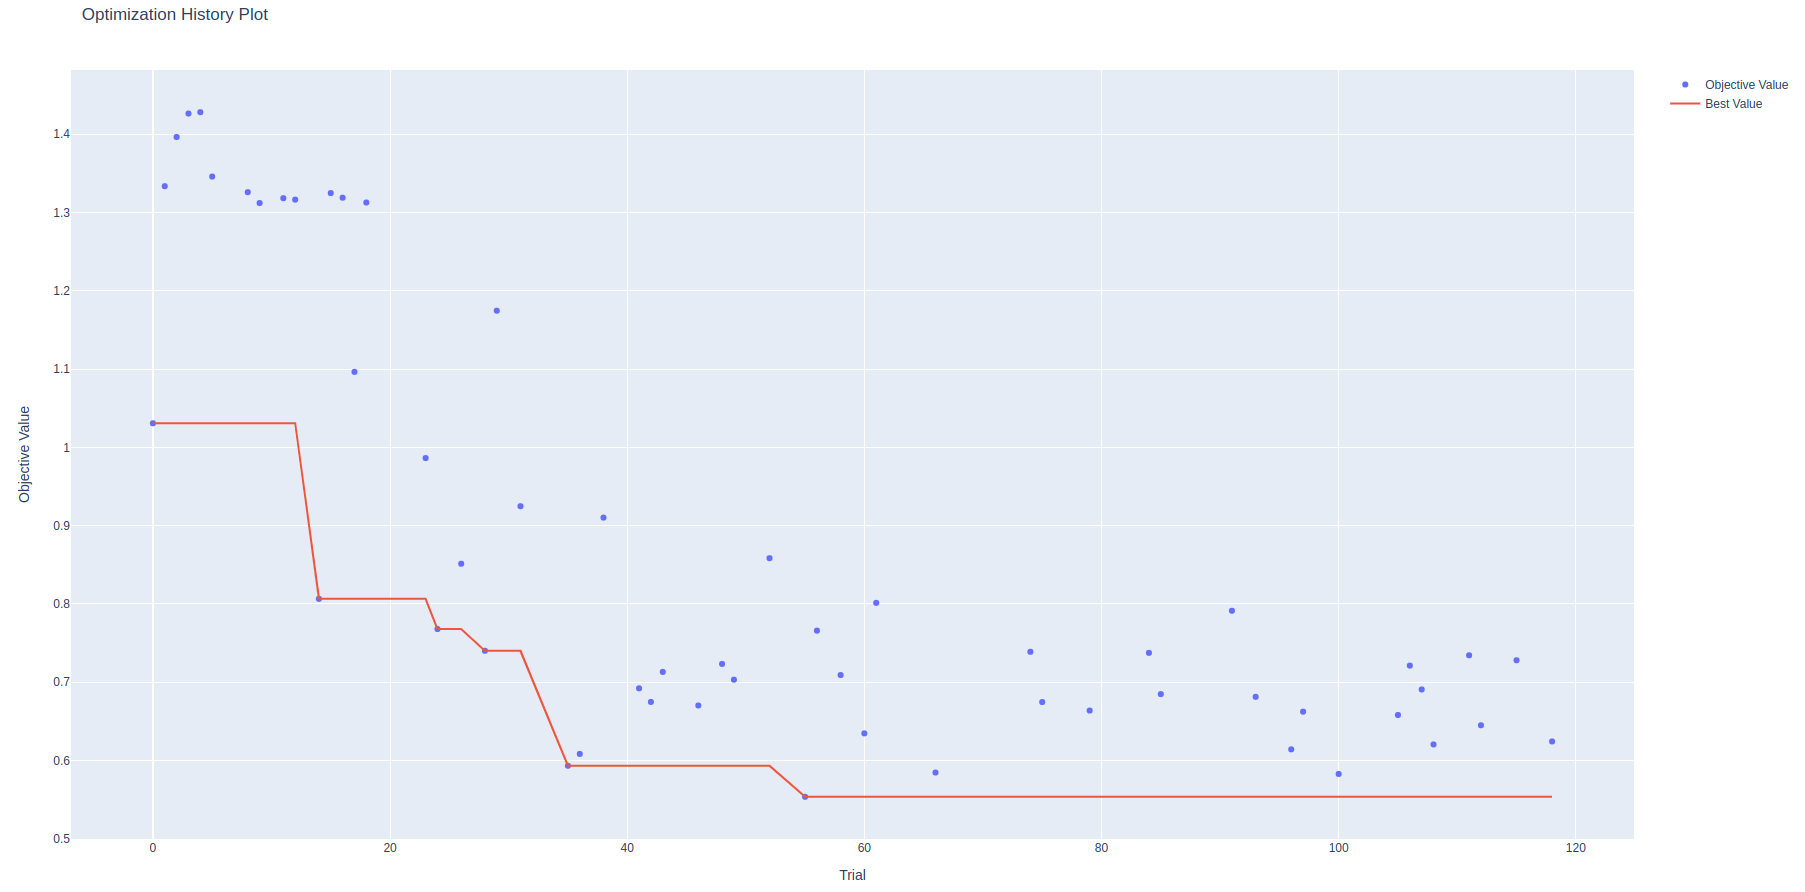 Optimization History Plot
Objective Value
Best Value
1.4
1.3
1.2
1.1
1
0.9
0.8
0.7
0.6
0.5
Objective Value
0 20 40 60 80 100 120
Trial